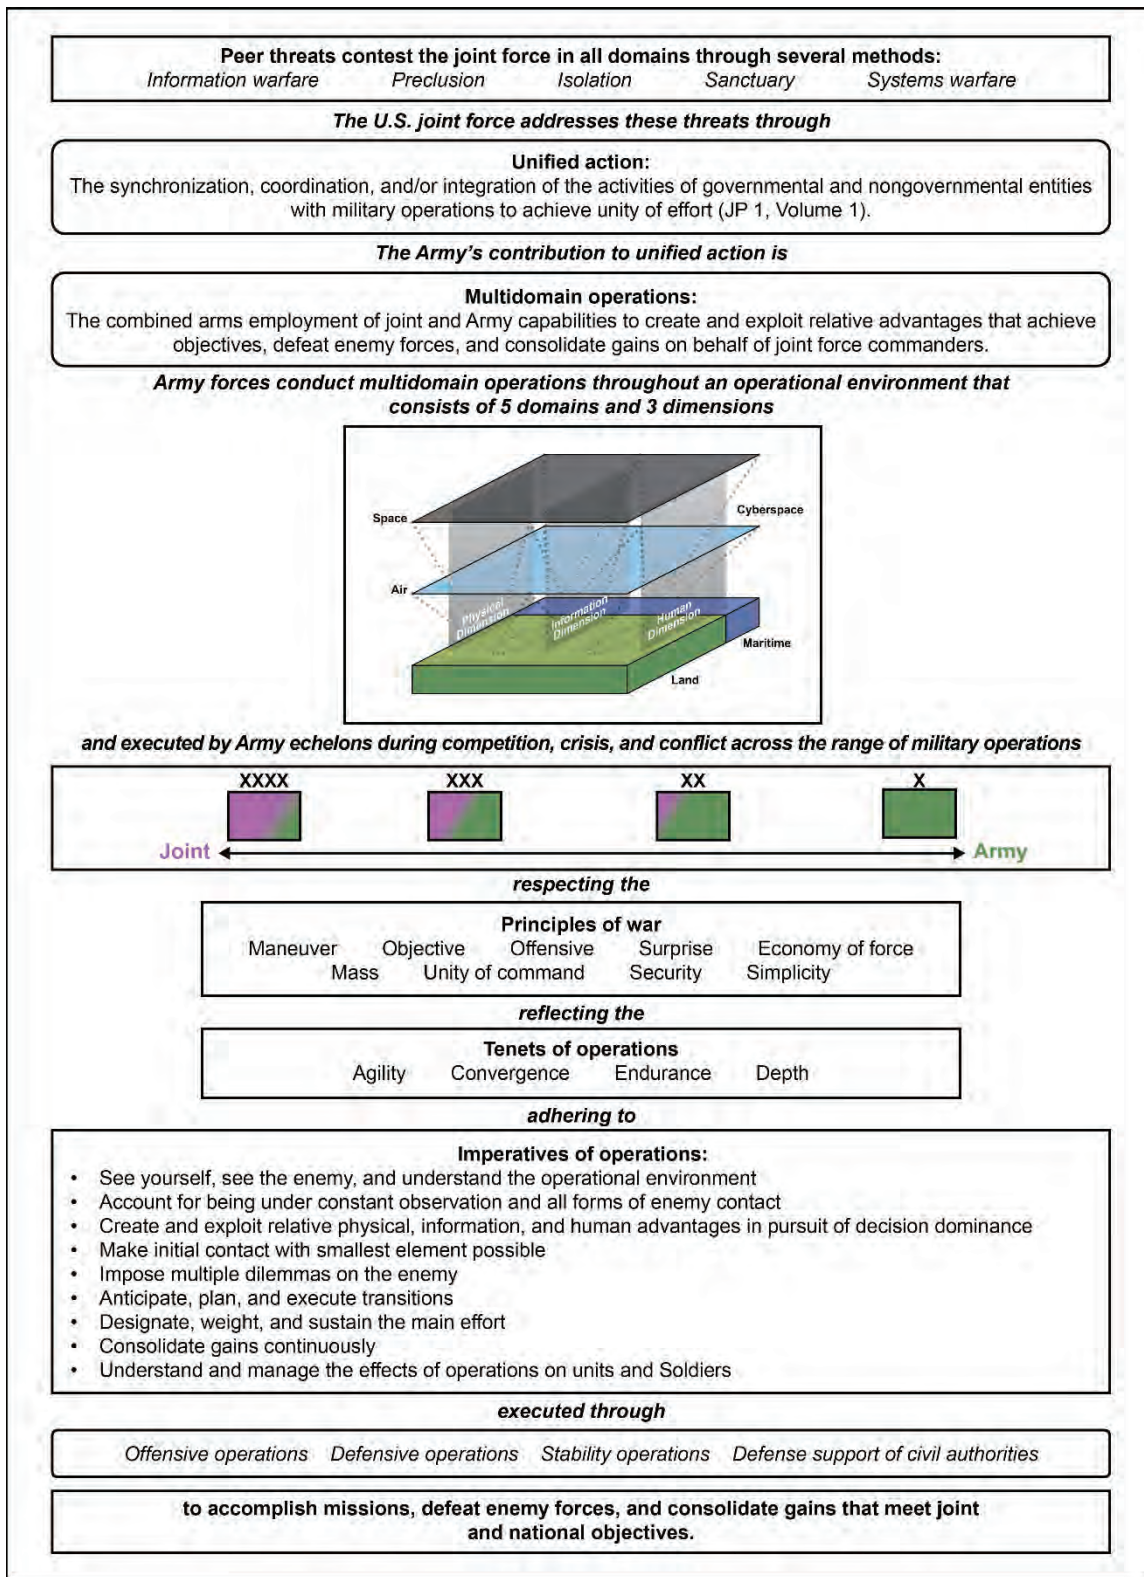 Peer threats contest the joint force in all domains through several methods:
Information warfare Preclusion Isolation Sanctuary Systems warfare
The U.S. joint force addresses these threats through
Unified action:
The synchronization, coordination, and/or integration of the activities of governmental and nongovernmental entities
with military operations to achieve unity of effort (JP 1, Volume 1).
The Army's contribution to unified action is
Multidomain operations:
The combined arms employment of joint and Army capabilities to create and exploit relative advantages that achieve
objectives, defeat enemy forces, and consolidate gains on behalf of joint force commanders.
Army forces conduct multidomain operations throughout an operational environment that
consists of 5 domains and 3 dimensions
Space
Cyberspace
Air
Physical
Dimension
Information
Dimension
Human
Dimension
Maritime
Land
and executed by Army echelons during competition, crisis, and conflict across the range of military operations
XXXX XXX XX X
Joint Army
respecting the
Principles of war
Maneuver Objective Offensive Surprise Economy of force
Mass Unity of command Security Simplicity
reflecting the
Tenets of operations
Agility Convergence Endurance Depth
adhering to
Imperatives of operations:
• See yourself, see the enemy, and understand the operational environment
• Account for being under constant observation and all forms of enemy contact
• Create and exploit relative physical, information, and human advantages in pursuit of decision dominance
• Make initial contact with smallest element possible
• Impose multiple dilemmas on the enemy
• Anticipate, plan, and execute transitions
• Designate, weight, and sustain the main effort
• Consolidate gains continuously
• Understand and manage the effects of operations on units and Soldiers
executed through
Offensive operations Defensive operations Stability operations Defense support of civil authorities
to accomplish missions, defeat enemy forces, and consolidate gains that meet joint
and national objectives.